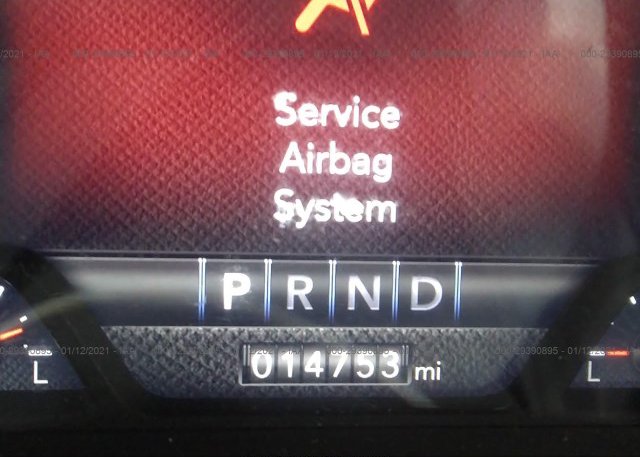 Service
Airbag
System
P R N D
014753 mi
L L